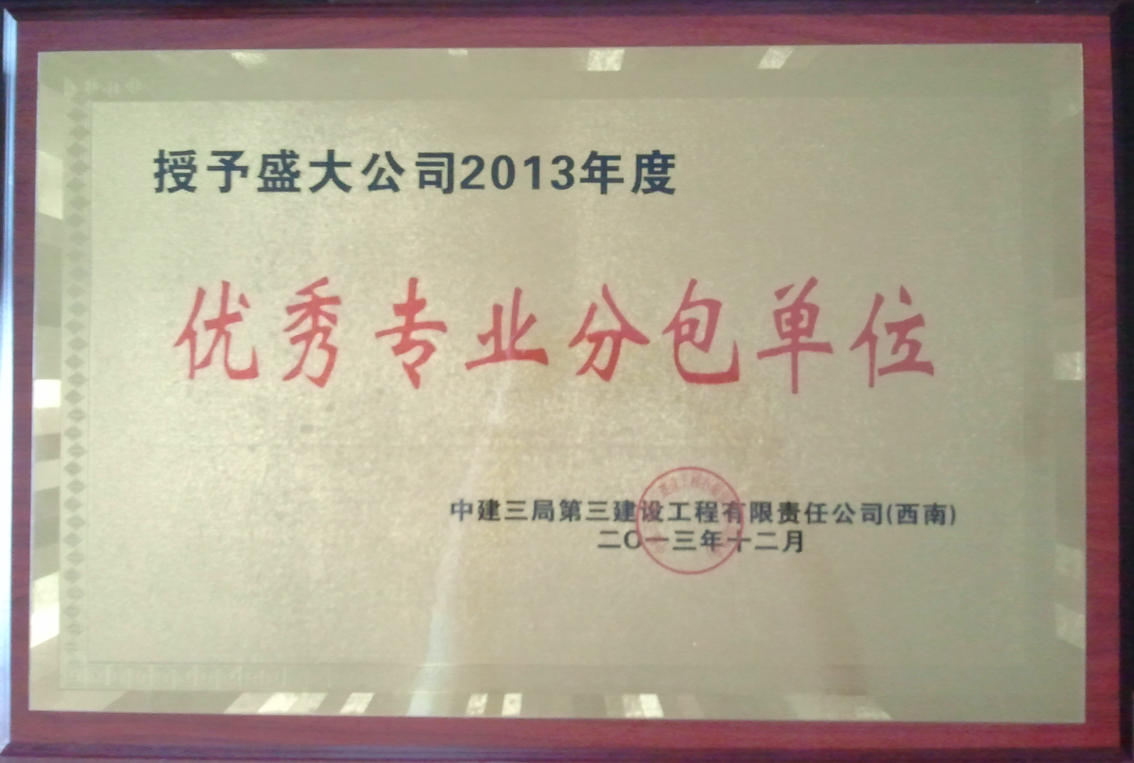 授予盛大公司2013年度
优秀专业分包单位
中建三局第三建设工程有限责任公司(西南)
二〇一三年十二月